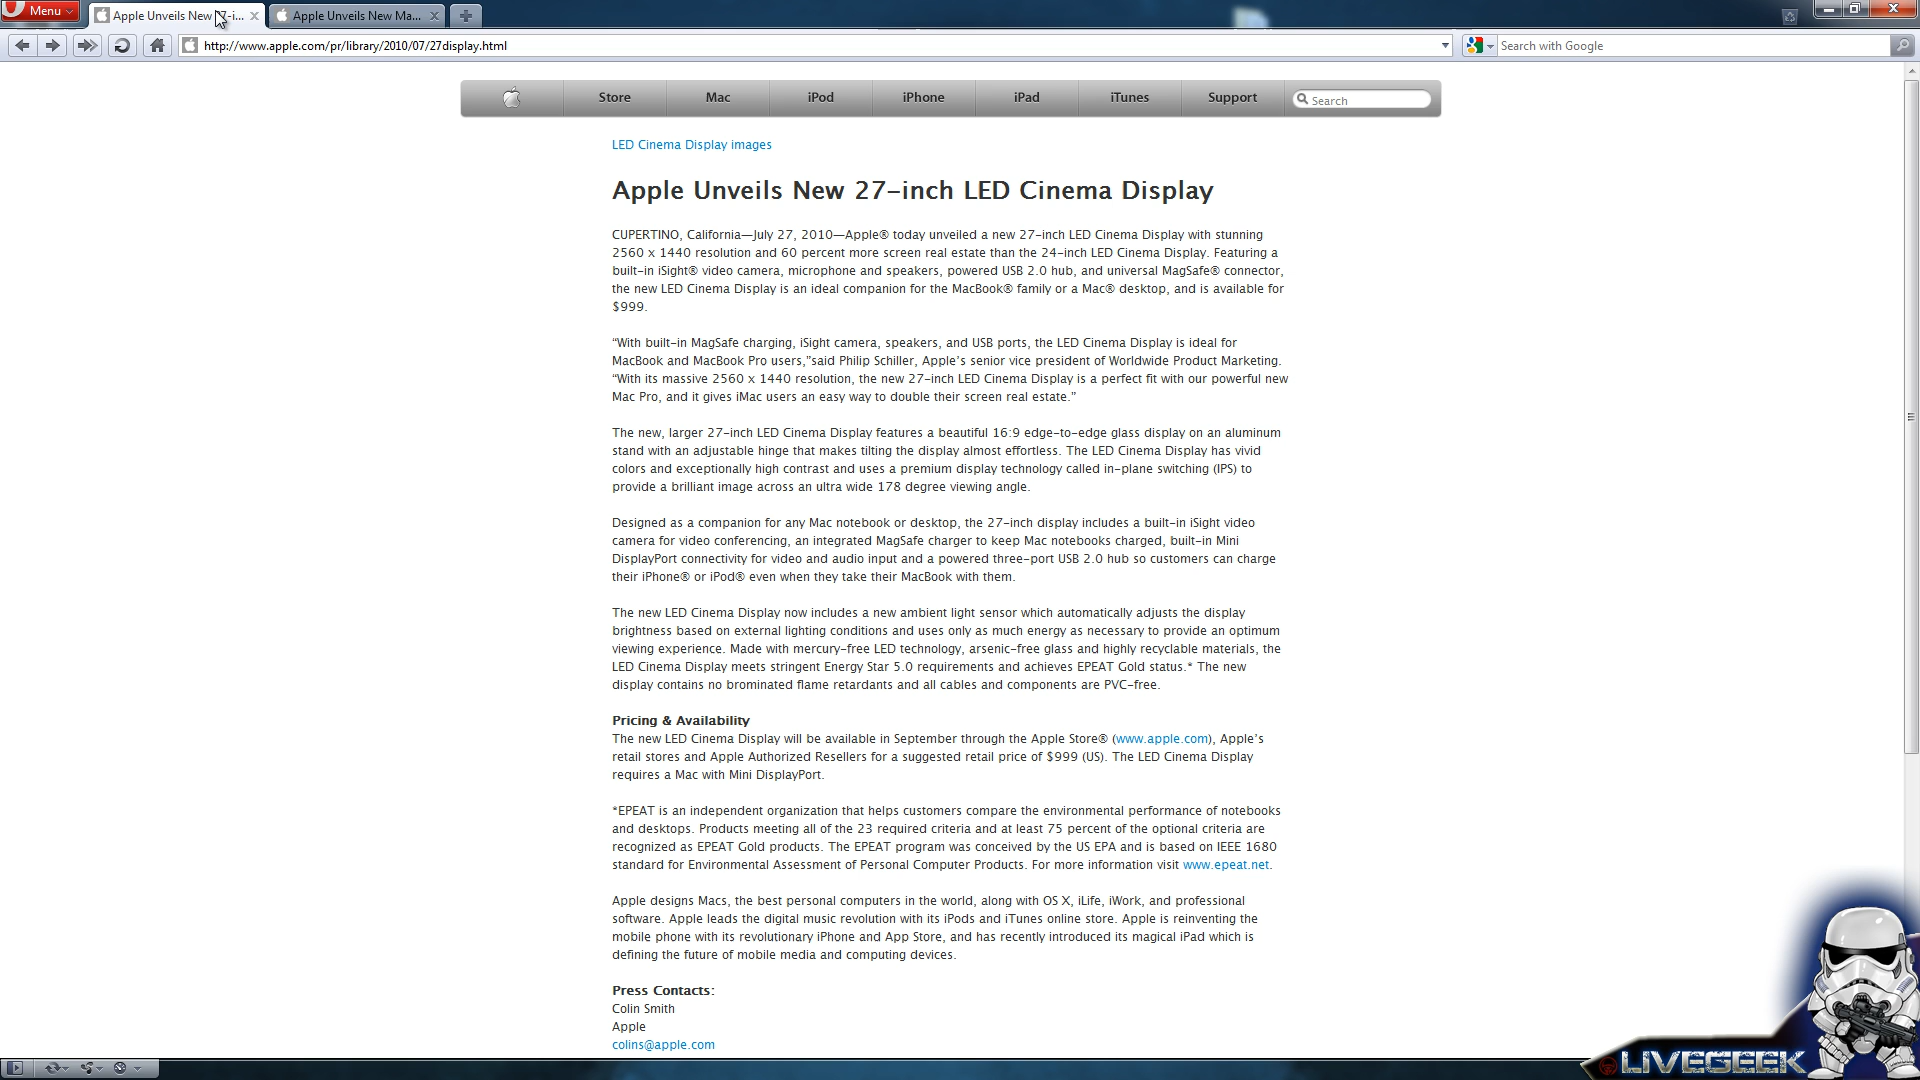 Menu
Apple Unveils New 27-i...
Apple Unveils New Ma...
http://www.apple.com/pr/library/2010/07/27display.html
Search with Google
Store
Mac
iPod
iPhone
iPad
iTunes
Support
Search
LED Cinema Display images
Apple Unveils New 27-inch LED Cinema Display
CUPERTINO, California—July 27, 2010—Apple® today unveiled a new 27-inch LED Cinema Display with stunning
2560 x 1440 resolution and 60 percent more screen real estate than the 24-inch LED Cinema Display. Featuring a
built-in iSight® video camera, microphone and speakers, powered USB 2.0 hub, and universal MagSafe® connector,
the new LED Cinema Display is an ideal companion for the MacBook® family or a Mac® desktop, and is available for
$999.
“With built-in MagSafe charging, iSight camera, speakers, and USB ports, the LED Cinema Display is ideal for
MacBook and MacBook Pro users,”said Philip Schiller, Apple’s senior vice president of Worldwide Product Marketing.
“With its massive 2560 x 1440 resolution, the new 27-inch LED Cinema Display is a perfect fit with our powerful new
Mac Pro, and it gives iMac users an easy way to double their screen real estate.”
The new, larger 27-inch LED Cinema Display features a beautiful 16:9 edge-to-edge glass display on an aluminum
stand with an adjustable hinge that makes tilting the display almost effortless. The LED Cinema Display has vivid
colors and exceptionally high contrast and uses a premium display technology called in-plane switching (IPS) to
provide a brilliant image across an ultra wide 178 degree viewing angle.
Designed as a companion for any Mac notebook or desktop, the 27-inch display includes a built-in iSight video
camera for video conferencing, an integrated MagSafe charger to keep Mac notebooks charged, built-in Mini
DisplayPort connectivity for video and audio input and a powered three-port USB 2.0 hub so customers can charge
their iPhone® or iPod® even when they take their MacBook with them.
The new LED Cinema Display now includes a new ambient light sensor which automatically adjusts the display
brightness based on external lighting conditions and uses only as much energy as necessary to provide an optimum
viewing experience. Made with mercury-free LED technology, arsenic-free glass and highly recyclable materials, the
LED Cinema Display meets stringent Energy Star 5.0 requirements and achieves EPEAT Gold status.* The new
display contains no brominated flame retardants and all cables and components are PVC-free.
Pricing & Availability
The new LED Cinema Display will be available in September through the Apple Store® (www.apple.com), Apple’s
retail stores and Apple Authorized Resellers for a suggested retail price of $999 (US). The LED Cinema Display
requires a Mac with Mini DisplayPort.
*EPEAT is an independent organization that helps customers compare the environmental performance of notebooks
and desktops. Products meeting all of the 23 required criteria and at least 75 percent of the optional criteria are
recognized as EPEAT Gold products. The EPEAT program was conceived by the US EPA and is based on IEEE 1680
standard for Environmental Assessment of Personal Computer Products. For more information visit www.epeat.net.
Apple designs Macs, the best personal computers in the world, along with OS X, iLife, iWork, and professional
software. Apple leads the digital music revolution with its iPods and iTunes online store. Apple is reinventing the
mobile phone with its revolutionary iPhone and App Store, and has recently introduced its magical iPad which is
defining the future of mobile media and computing devices.
Press Contacts:
Colin Smith
Apple
colins@apple.com
LIVEGEEK